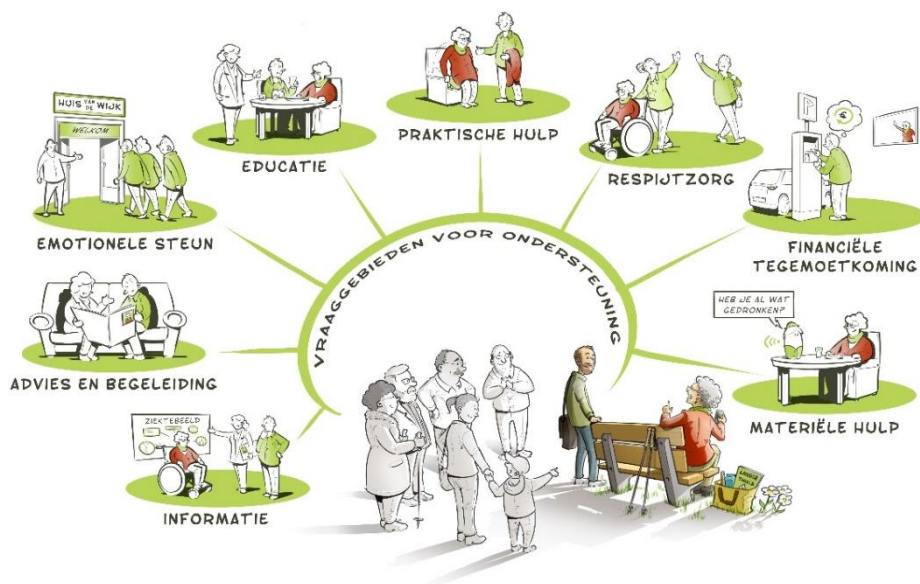 HUIS VAN DE WIJK
WELKOM
EMOTIONELE STEUN
EDUCATIE
PRAKTISCHE HULP
RESPIJTZORG
P
€
FINANCIËLE
TEGEMOETKOMING
HEB JE AL WAT
GEDRONKEN?
MATERIËLE HULP
ADVIES EN BEGELEIDING
ZIEKTEBEELD
INFORMATIE
VRAAGGEBIEDEN VOOR ONDERSTEUNING